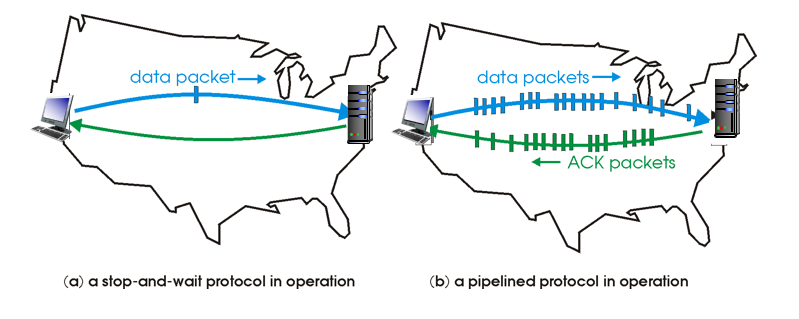 data packet
data packets
ACK packets
(a) a stop-and-wait protocol in operation
(b) a pipelined protocol in operation